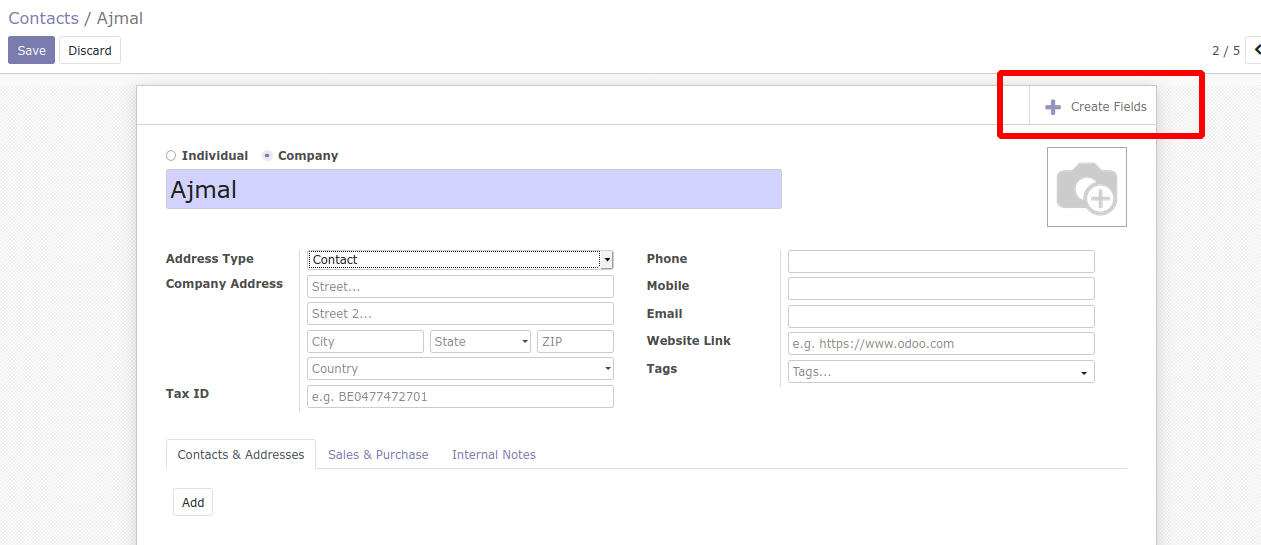 Contacts / Ajmal
Save Discard 2 / 5
Create Fields
Individual Company
Ajmal
Address Type Contact Phone
Company Address Street... Mobile
Street 2... Email
City State ZIP Website Link e.g. https://www.odoo.com
Country Tags Tags...
Tax ID e.g. BE0477472701
Contacts & Addresses Sales & Purchase Internal Notes
Add